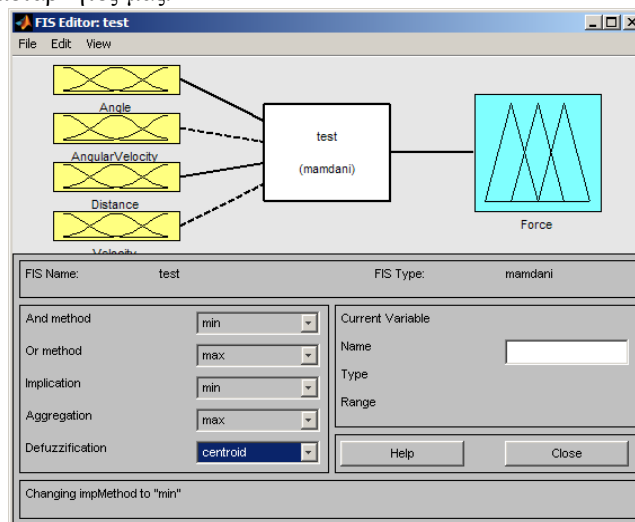 FIS Editor: test
File Edit View
Angle
AngularVelocity
Distance
Velocity
test
(mamdani)
Force
FIS Name: test FIS Type: mamdani
And method min
Or method max
Implication min
Aggregation max
Defuzzification centroid
Current Variable
Name
Type
Range
Help Close
Changing impMethod to "min"